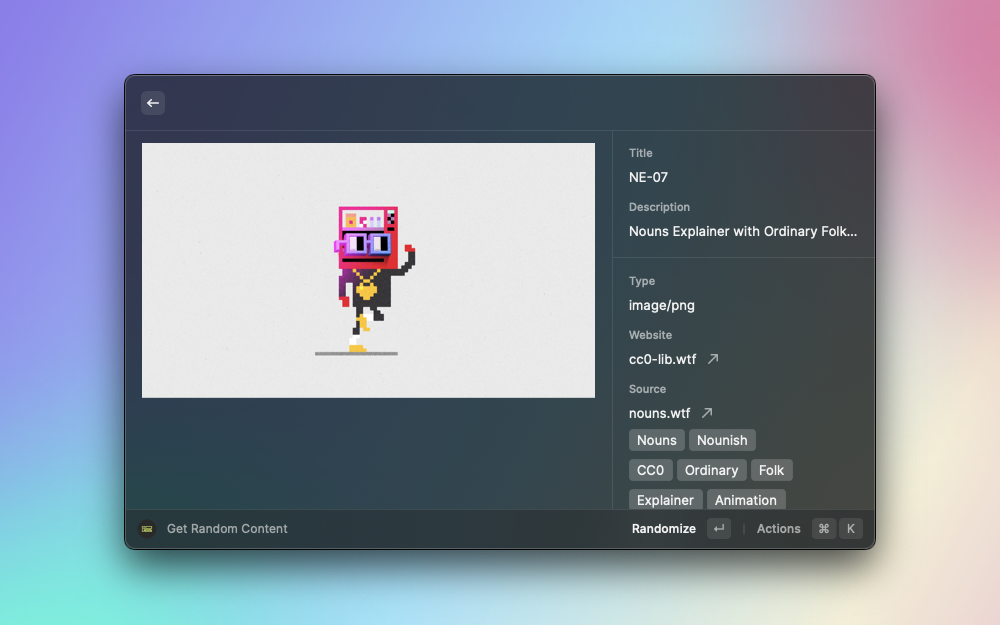 Title
NE-07
Description
Nouns Explainer with Ordinary Folk...
Type
image/png
Website
cc0-lib.wtf ↗
Source
nouns.wtf ↗
Nouns Nounish
CC0 Ordinary Folk
Explainer Animation
Get Random Content
Randomize ↵ | Actions ⌘ K